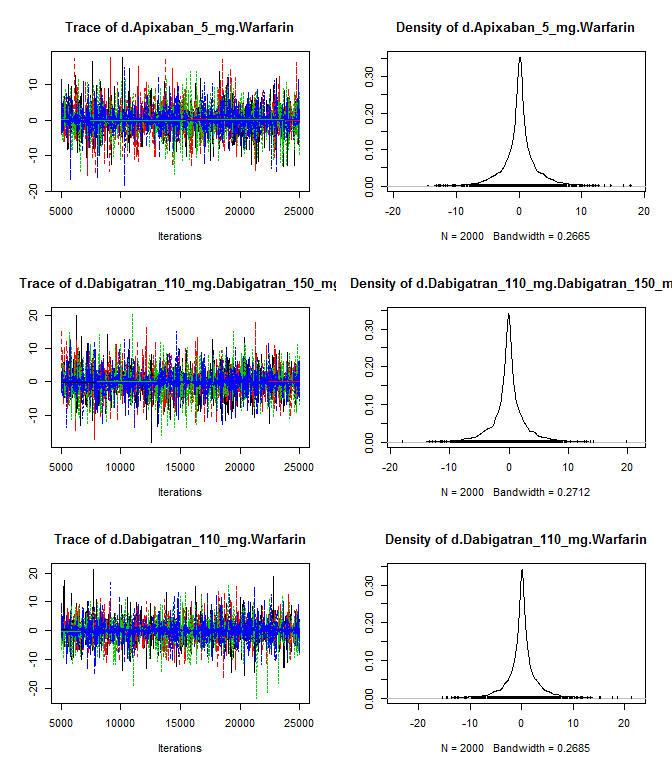 Trace of d.Apixaban_5_mg.Warfarin
10
0
-10
-20
5000 10000 15000 20000 25000
Iterations
Density of d.Apixaban_5_mg.Warfarin
0.30
0.20
0.10
0.00
-20 -10 0 10 20
N = 2000 Bandwidth = 0.2665
Trace of d.Dabigatran_110_mg.Dabigatran_150_mg
20
10
0
-10
5000 10000 15000 20000 25000
Iterations
Density of d.Dabigatran_110_mg.Dabigatran_150_m
0.30
0.20
0.10
0.00
-20 -10 0 10 20
N = 2000 Bandwidth = 0.2712
Trace of d.Dabigatran_110_mg.Warfarin
20
10
0
-10
-20
5000 10000 15000 20000 25000
Iterations
Density of d.Dabigatran_110_mg.Warfarin
0.30
0.20
0.10
0.00
-20 -10 0 10 20
N = 2000 Bandwidth = 0.2685